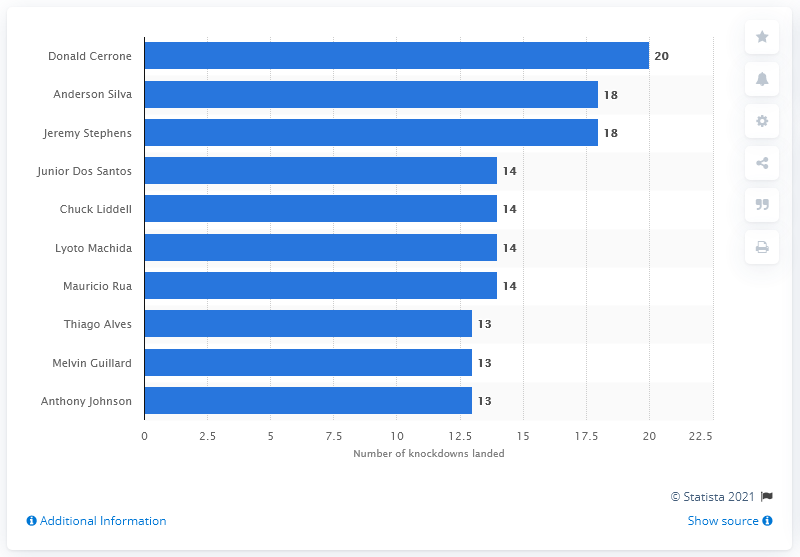 Donald Cerrone 20
Anderson Silva 18
Jeremy Stephens 18
Junior Dos Santos 14
Chuck Liddell 14
Lyoto Machida 14
Mauricio Rua 14
Thiago Alves 13
Melvin Guillard 13
Anthony Johnson 13
0 2.5 5 7.5 10 12.5 15 17.5 20 22.5
Number of knockdowns landed
© Statista 2021
Additional Information Show source